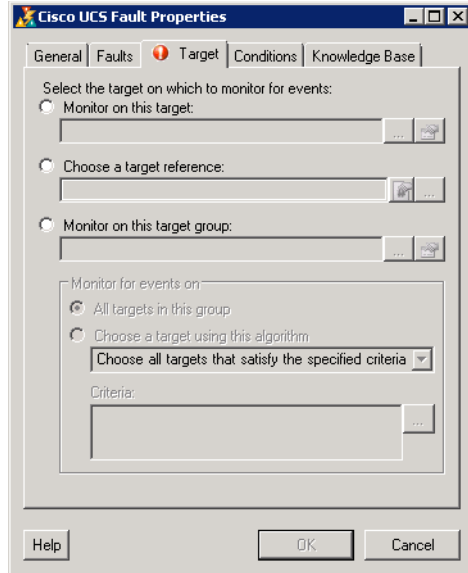 Cisco UCS Fault Properties
General Faults Target Conditions Knowledge Base
Select the target on which to monitor for events:
Monitor on this target:
...
Choose a target reference:
...
Monitor on this target group:
...
Monitor for events on
All targets in this group
Choose a target using this algorithm
Choose all targets that satisfy the specified criteria
Criteria:
...
Help OK Cancel